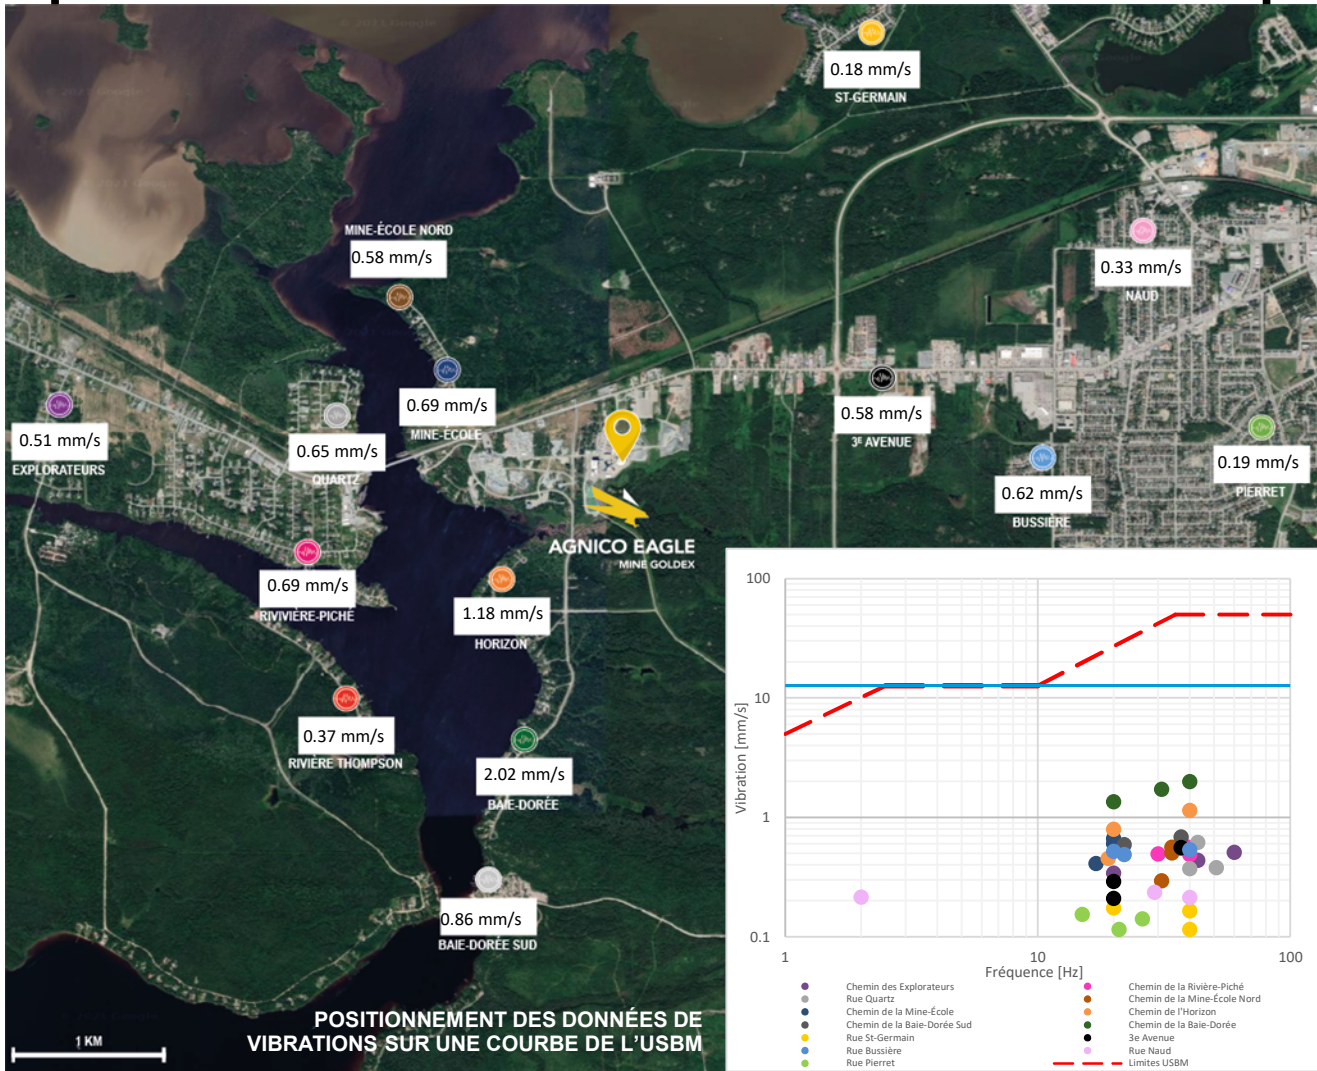 0.18 mm/s
ST-GERMAIN
MINE-ÉCOLE NORD
0.58 mm/s
0.33 mm/s
NAUD
0.51 mm/s
EXPLORATEURS
0.65 mm/s
QUARTZ
0.69 mm/s
MINE-ÉCOLE
0.58 mm/s
3E AVENUE
0.62 mm/s
BUSSIÈRE
0.19 mm/s
PIERRET
AGNICO EAGLE
MINE GOLDEX
0.69 mm/s
RIVIVIÈRE-PICHÉ
1.18 mm/s
HORIZON
0.37 mm/s
RIVIÈRE THOMPSON
2.02 mm/s
BAIE-DORÉE
0.86 mm/s
BAIE-DORÉE SUD
POSITIONNEMENT DES DONNÉES DE
VIBRATIONS SUR UNE COURBE DE L'USBM
1 KM
Vibration [mm/s]
100
10
1
0.1
1
10
100
Fréquence [Hz]
Chemin des Explorateurs
Chemin de la Rivière-Piché
Rue Quartz
Chemin de la Mine-École Nord
Chemin de la Mine-École
Chemin de l'Horizon
Chemin de la Baie-Dorée Sud
Chemin de la Baie-Dorée
Rue St-Germain
3e Avenue
Rue Bussière
Rue Naud
Rue Pierret
Limites USBM